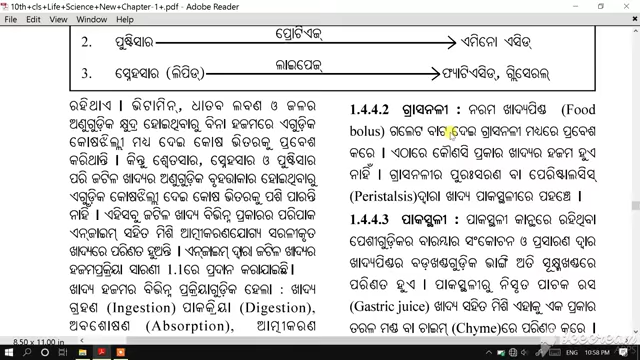 10th+cls+Life+Science+New+Chapter-1+.pdf - Adobe Reader
File Edit View Window Help
2. ପୁଷ୍ଟିସାର ପ୍ରୋଟିଏଜ୍ ଏମିନୋ ଏସିଡ୍
3. ସ୍ନେହସାର (ଲିପିଡ୍) ଲାଇପେଜ୍ ଫ୍ୟାଟିଏସିଡ୍, ଗ୍ଲିସେରଲ୍
ରହିଥାଏ । ଭିଟାମିନ୍, ଧାତବ ଲବଣ ଓ ଜଳର
ଅଣୁଗୁଡ଼ିକ କ୍ଷୁଦ୍ର ହୋଇଥିବାରୁ ବିନା ହଜମରେ ଏଗୁଡ଼ିକ
କୋଷଝିଲ୍ଲୀ ମଧ୍ୟ ଦେଇ କୋଷ ଭିତରକୁ ପ୍ରବେଶ
କରିଥାନ୍ତି । କିନ୍ତୁ ଶ୍ଵେତସାର, ସ୍ନେହସାର ଓ ପୁଷ୍ଟିସାର
ପରି ଜଟିଳ ଖାଦ୍ୟର ଅଣୁଗୁଡ଼ିକ ବୃହତ୍ତାକାର ହୋଇଥିବାରୁ
ଏଗୁଡ଼ିକ କୋଷଝିଲ୍ଲୀ ଦେଇ କୋଷ ଭିତରକୁ ପଶି ପାରନ୍ତି
ନାହିଁ । ଏହିସବୁ ଜଟିଳ ଖାଦ୍ୟ ବିଭିନ୍ନ ପ୍ରକାରର ପରିପାକ
ଏନ୍‌ଜାଇମ୍ ସହିତ ମିଶି ଆତ୍ମୀକରଣଯୋଗ୍ୟ ସରଳୀକୃତ
ଖାଦ୍ୟରେ ପରିଣତ ହୁଅନ୍ତି । ଏନ୍‌ଜାଇମ୍ ଦ୍ୱାରା ଜଟିଳ ଖାଦ୍ୟର
ହଜମପ୍ରକ୍ରିୟା ସାରଣୀ 1.1ରେ ପ୍ରଦାନ କରାଯାଇଛି।
ଖାଦ୍ୟ ହଜମର ବିଭିନ୍ନ ପ୍ରକ୍ରିୟାଗୁଡ଼ିକ ହେଲା : ଖାଦ୍ୟ
ଗ୍ରହଣ (Ingestion) ପାକକ୍ରିୟା (Digestion),
ଅବଶୋଷଣ (Absorption), ଆତ୍ମୀକରଣ
1.4.4.2 ଗ୍ରାସନଳୀ : ନରମ ଖାଦ୍ୟପିଣ୍ଡ (Food
bolus) ଗଲେଟ ବାଟ ଦେଇ ଗ୍ରାସନଳୀ ମଧ୍ୟରେ ପ୍ରବେଶ
କରେ । ଏଠାରେ କୌଣସି ପ୍ରକାର ଖାଦ୍ୟର ହଜମ ହୁଏ
ନାହିଁ । ଗ୍ରାସନଳୀର ପୁରଃସରଣ ବା ପେରିଷ୍ଟାଲସିସ୍
(Peristalsis)ଦ୍ୱାରା ଖାଦ୍ୟ ପାକସ୍ଥଳୀରେ ପହଞ୍ଚେ ।
1.4.4.3 ପାକସ୍ଥଳୀ : ପାକସ୍ଥଳୀ କାନ୍ଥରେ ରହିଥିବା
ପେଶୀଗୁଡ଼ିକର ବାରମ୍ବାର ସଂକୋଚନ ଓ ପ୍ରସାରଣ ଦ୍ୱାରା
ଖାଦ୍ୟପିଣ୍ଡର ବଡ଼ଖଣ୍ଡଗୁଡ଼ିକ ଭାଙ୍ଗି ଅତି ସୂକ୍ଷ୍ମଖଣ୍ଡରେ
ପରିଣତ ହୁଏ । ପାକସ୍ଥଳୀରୁ ନିସୃତ ପାଚକ ରସ
(Gastric juice) ଖାଦ୍ୟ ସହିତ ମିଶି ଏହାକୁ ଏକ ପ୍ରକାର
ତରଳ ମଣ୍ଡ ବା ଚାଇମ୍ (Chyme)ରେ ପରିଣତ କରେ ।
8.50 x 11.00 in
10:58 PM